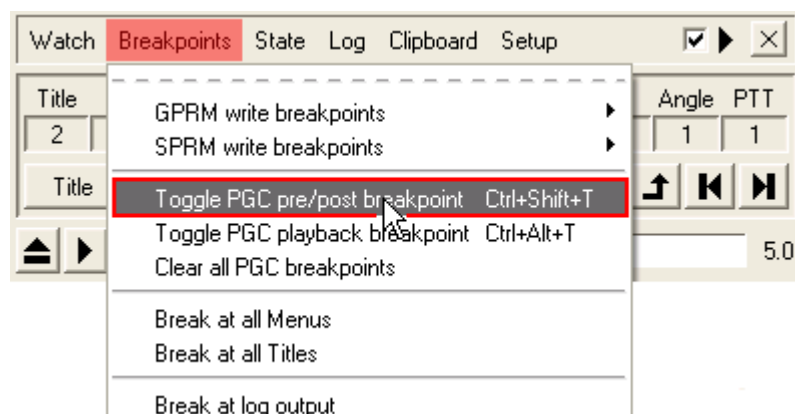 Watch Breakpoints State Log Clipboard Setup
Title Angle PTT
2 1 1
GPRM write breakpoints
SPRM write breakpoints
Title
Toggle PGC pre/post breakpoint Ctrl+Shift+T
Toggle PGC playback breakpoint Ctrl+Alt+T
5.0
Clear all PGC breakpoints
Break at all Menus
Break at all Titles
Break at log output